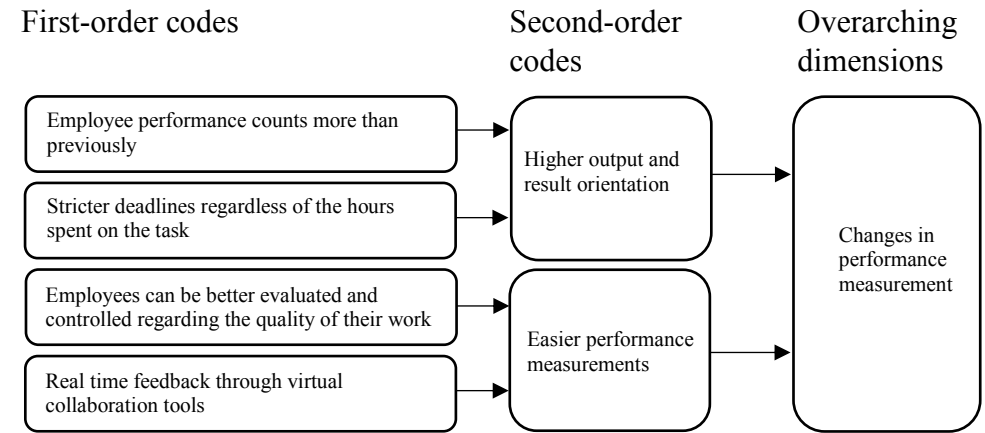 First-order codes
Second-order
codes
Overarching
dimensions
Employee performance counts more than
previously
Stricter deadlines regardless of the hours
spent on the task
Employees can be better evaluated and
controlled regarding the quality of their work
Real time feedback through virtual
collaboration tools
Higher output and
result orientation
Easier performance
measurements
Changes in
performance
measurement